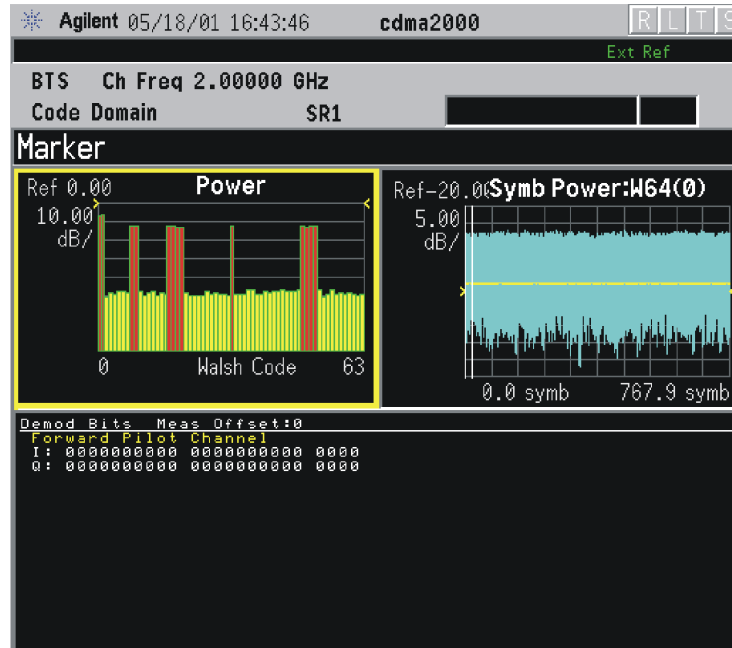 Agilent 05/18/01 16:43:46 cdma2000 R L T S
Ext Ref
BTS Ch Freq 2.00000 GHz
Code Domain SR1
Marker
Ref 0.00 Power
10.00
dB/
0 Walsh Code 63
Ref-20.00 Symb Power:W64(0)
5.00
dB/
0.0 symb 767.9 symb
Demod Bits Meas Offset:0
Forward Pilot Channel
I: 0000000000 0000000000 0000
Q: 0000000000 0000000000 0000